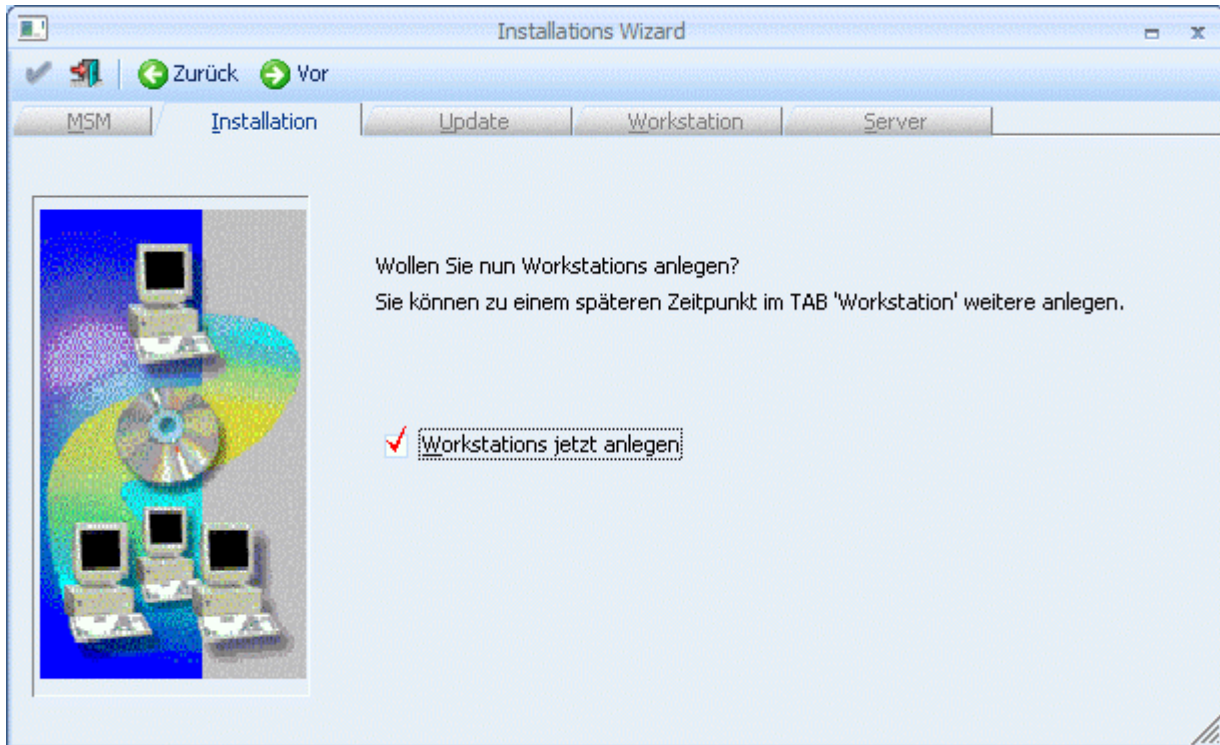 Installations Wizard
Zurück Vor
MSM Installation Update Workstation Server
Wollen Sie nun Workstations anlegen?
Sie können zu einem späteren Zeitpunkt im TAB 'Workstation' weitere anlegen.
Workstations jetzt anlegen